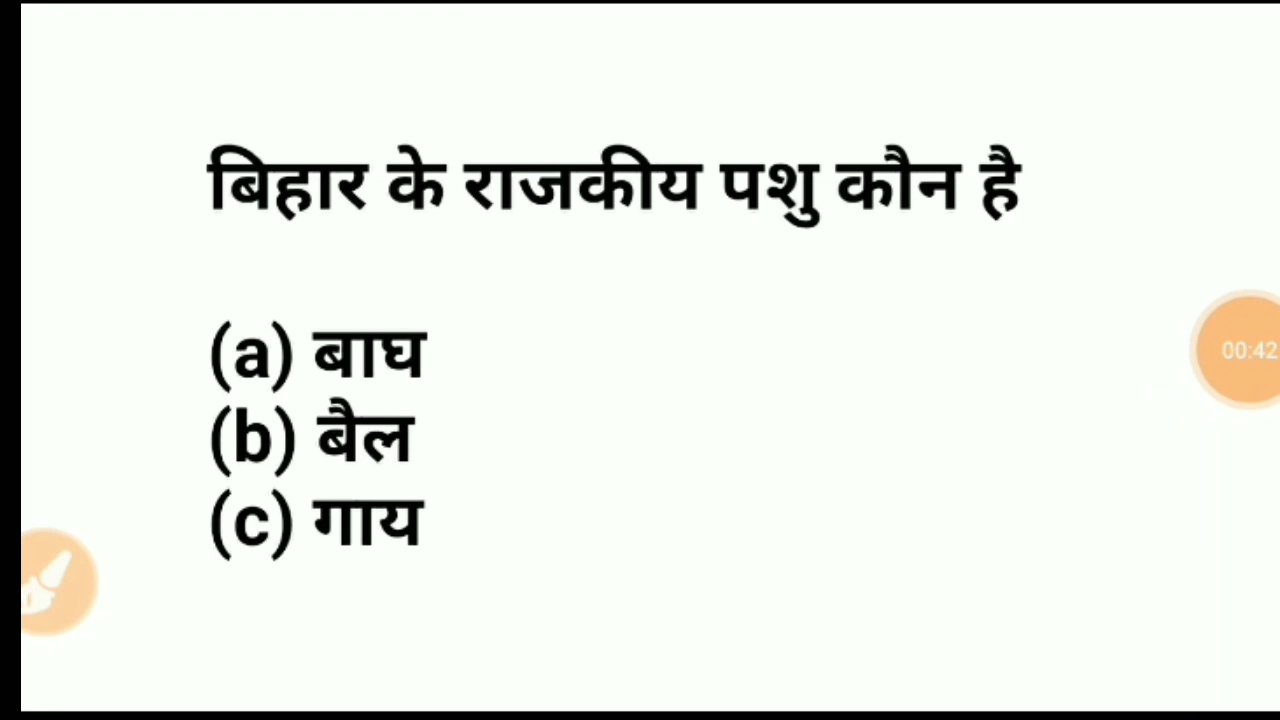 बिहार के राजकीय पशु कौन है
(a) बाघ
(b) बैल
(c) गाय
00:42